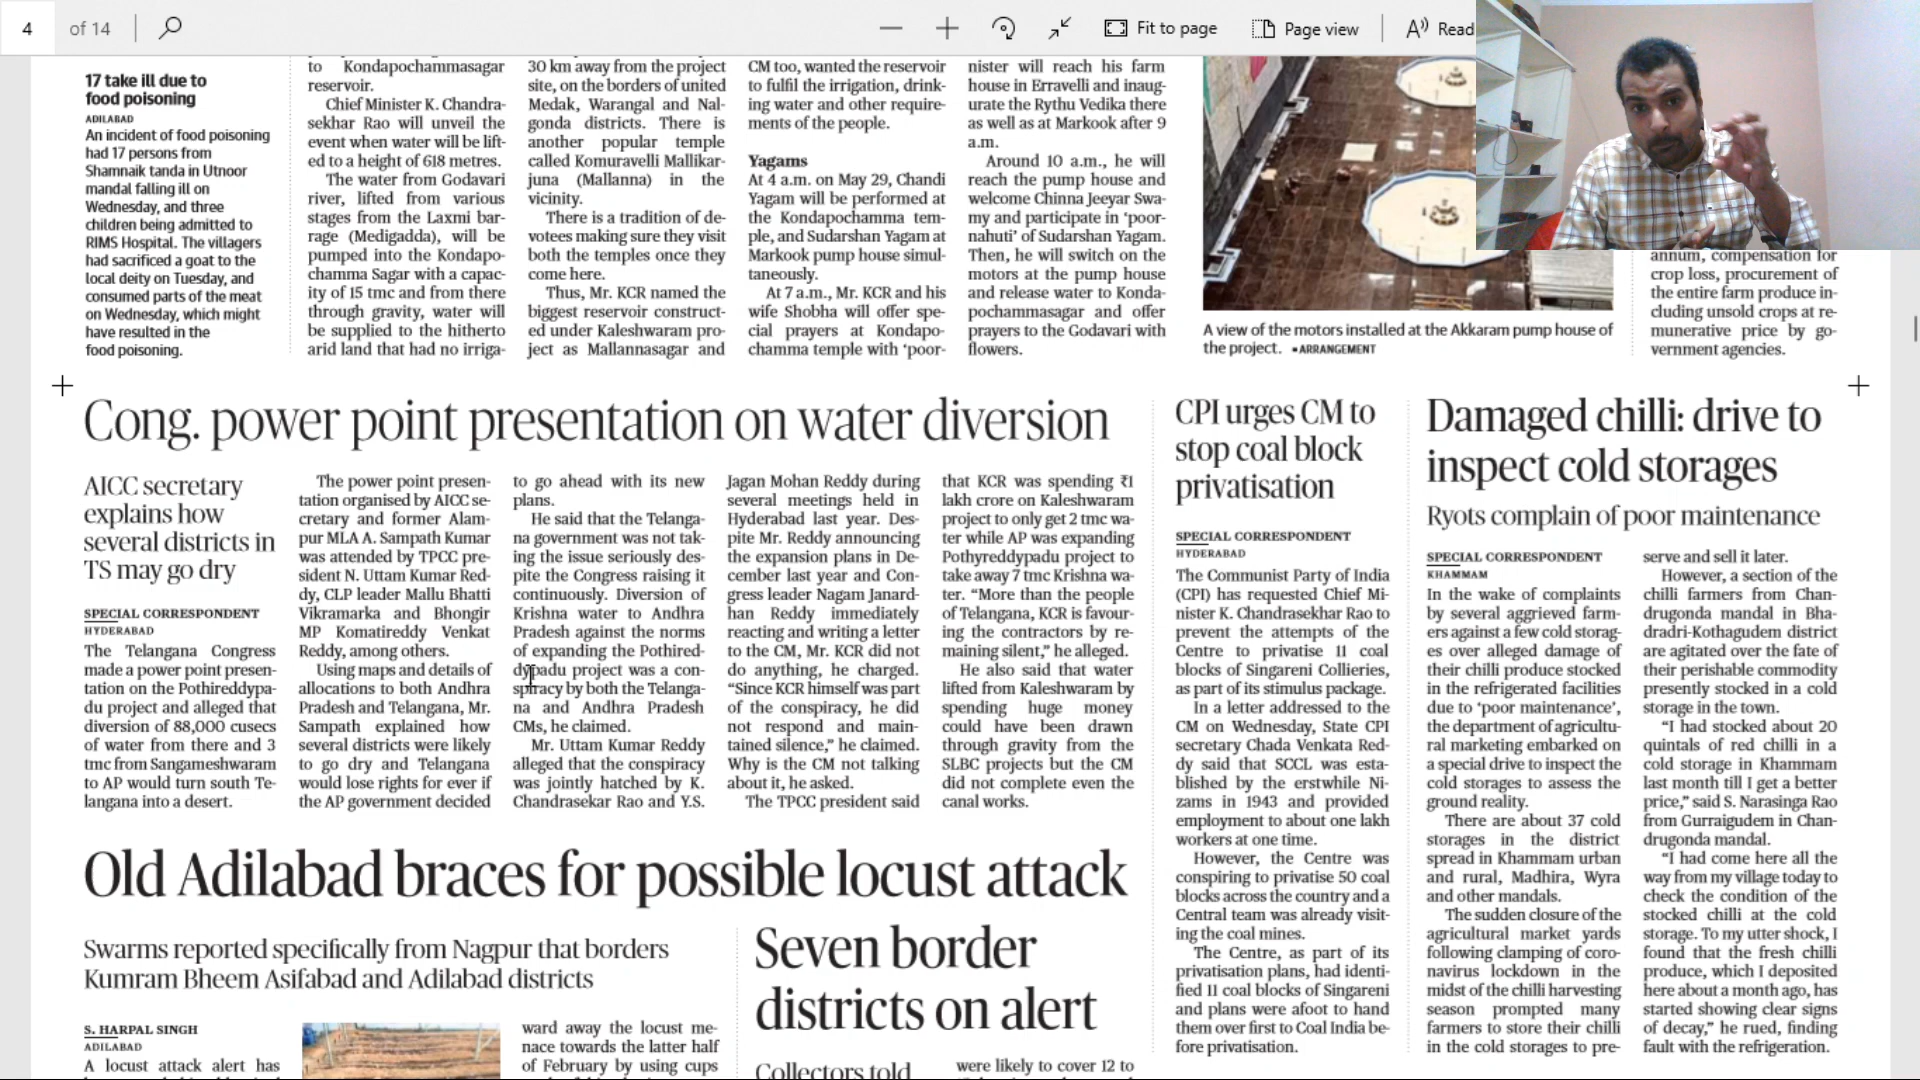 4 of 14
Fit to page
Page view
Read
17 take ill due to
food poisoning
ADILABAD
An incident of food poisoning
had 17 persons from
Shamnaik tanda in Utnoor
mandal falling ill on
Wednesday, and three
children being admitted to
RIMS Hospital. The villagers
had sacrificed a goat to the
local deity on Tuesday, and
consumed parts of the meat
on Wednesday, which might
have resulted in the
food poisoning.
to Kondapochammasagar
reservoir.
Chief Minister K. Chandra-
sekhar Rao will unveil the
event when water will be lift-
ed to a height of 618 metres.
The water from Godavari
river, lifted from various
stages from the Laxmi bar-
rage (Medigadda), will be
pumped into the Kondapo-
chamma Sagar with a capac-
ity of 15 tmc and from there
through gravity, water will
be supplied to the hitherto
arid land that had no irriga-
30 km away from the project
site, on the borders of united
Medak, Warangal and Nal-
gonda districts. There is
another popular temple
called Komuravelli Mallikar-
juna (Mallanna) in the
vicinity.
There is a tradition of de-
votees making sure they visit
both the temples once they
come here.
Thus, Mr. KCR named the
biggest reservoir construct-
ed under Kaleshwaram pro-
ject as Mallannasagar and
CM too, wanted the reservoir
to fulfil the irrigation, drink-
ing water and other require-
ments of the people.
Yagams
At 4 a.m. on May 29, Chandi
Yagam will be performed at
the Kondapochamma tem-
ple, and Sudarshan Yagam at
Markook pump house simul-
taneously.
At 7 a.m., Mr. KCR and his
wife Shobha will offer spe-
cial prayers at Kondapo-
chamma temple with ‘poor-
nister will reach his farm
house in Erravelli and inaug-
urate the Rythu Vedika there
as well as at Markook after 9
a.m.
Around 10 a.m., he will
reach the pump house and
welcome Chinna Jeeyar Swa-
my and participate in ‘poor-
nahuti’ of Sudarshan Yagam.
Then, he will switch on the
motors at the pump house
and release water to Konda-
pochammasagar and offer
prayers to the Godavari with
flowers.
A view of the motors installed at the Akkaram pump house of
the project. •ARRANGEMENT
annum, compensation for
crop loss, procurement of
the entire farm produce in-
cluding unsold crops at re-
munerative price by go-
vernment agencies.
Cong. power point presentation on water diversion
AICC secretary
explains how
several districts in
TS may go dry
SPECIAL CORRESPONDENT
HYDERABAD
The Telangana Congress
made a power point presen-
tation on the Pothireddypa-
du project and alleged that
diversion of 88,000 cusecs
of water from there and 3
tmc from Sangameshwaram
to AP would turn south Te-
langana into a desert.
The power point presen-
tation organised by AICC se-
cretary and former Alam-
pur MLA A. Sampath Kumar
was attended by TPCC pre-
sident N. Uttam Kumar Red-
dy, CLP leader Mallu Bhatti
Vikramarka and Bhongir
MP Komatireddy Venkat
Reddy, among others.
Using maps and details of
allocations to both Andhra
Pradesh and Telangana, Mr.
Sampath explained how
several districts were likely
to go dry and Telangana
would lose rights for ever if
the AP government decided
to go ahead with its new
plans.
He said that the Telanga-
na government was not tak-
ing the issue seriously des-
pite the Congress raising it
continuously. Diversion of
Krishna water to Andhra
Pradesh against the norms
of expanding the Pothired-
dypadu project was a con-
spiracy by both the Telanga-
na and Andhra Pradesh
CMs, he claimed.
Mr. Uttam Kumar Reddy
alleged that the conspiracy
was jointly hatched by K.
Chandrasekar Rao and Y.S.
Jagan Mohan Reddy during
several meetings held in
Hyderabad last year. Des-
pite Mr. Reddy announcing
the expansion plans in De-
cember last year and Con-
gress leader Nagam Janard-
han Reddy immediately
reacting and writing a letter
to the CM, Mr. KCR did not
do anything, he charged.
“Since KCR himself was part
of the conspiracy, he did
not respond and main-
tained silence,” he claimed.
Why is the CM not talking
about it, he asked.
The TPCC president said
that KCR was spending ₹1
lakh crore on Kaleshwaram
project to only get 2 tmc wa-
ter while AP was expanding
Pothyreddypadu project to
take away 7 tmc Krishna wa-
ter. “More than the people
of Telangana, KCR is favour-
ing the contractors by re-
maining silent,” he alleged.
He also said that water
lifted from Kaleshwaram by
spending huge money
could have been drawn
through gravity from the
SLBC projects but the CM
did not complete even the
canal works.
CPI urges CM to
stop coal block
privatisation
SPECIAL CORRESPONDENT
HYDERABAD
The Communist Party of India
(CPI) has requested Chief Mi-
nister K. Chandrasekhar Rao to
prevent the attempts of the
Centre to privatise 11 coal
blocks of Singareni Collieries,
as part of its stimulus package.
In a letter addressed to the
CM on Wednesday, State CPI
secretary Chada Venkata Red-
dy said that SCCL was esta-
blished by the erstwhile Ni-
zams in 1943 and provided
employment to about one lakh
workers at one time.
However, the Centre was
conspiring to privatise 50 coal
blocks across the country and a
Central team was already visit-
ing the coal mines.
The Centre, as part of its
privatisation plans, had identi-
fied 11 coal blocks of Singareni
and plans were afoot to hand
them over first to Coal India be-
fore privatisation.
Damaged chilli: drive to
inspect cold storages
Ryots complain of poor maintenance
SPECIAL CORRESPONDENT
KHAMMAM
In the wake of complaints
by several aggrieved farm-
ers against a few cold storag-
es over alleged damage of
their chilli produce stocked
in the refrigerated facilities
due to ‘poor maintenance’,
the department of agricultu-
ral marketing embarked on
a special drive to inspect the
cold storages to assess the
ground reality.
There are about 37 cold
storages in the district
spread in Khammam urban
and rural, Madhira, Wyra
and other mandals.
The sudden closure of the
agricultural market yards
following clamping of coro-
navirus lockdown in the
midst of the chilli harvesting
season prompted many
farmers to store their chilli
in the cold storages to pre-
serve and sell it later.
However, a section of the
chilli farmers from Chan-
drugonda mandal in Bha-
dradri-Kothagudem district
are agitated over the fate of
their perishable commodity
presently stocked in a cold
storage in the town.
“I had stocked about 20
quintals of red chilli in a
cold storage in Khammam
last month till I get a better
price,” said S. Narasinga Rao
from Gurraigudem in Chan-
drugonda mandal.
“I had come here all the
way from my village today to
check the condition of the
stocked chilli at the cold
storage. To my utter shock, I
found that the fresh chilli
produce, which I deposited
here about a month ago, has
started showing clear signs
of decay,” he rued, finding
fault with the refrigeration.
Old Adilabad braces for possible locust attack
Swarms reported specifically from Nagpur that borders
Kumram Bheem Asifabad and Adilabad districts
S. HARPAL SINGH
ADILABAD
A locust attack alert has
ward away the locust me-
nace towards the latter half
of February by using cups
Seven border
districts on alert
Collectors told
were likely to cover 12 to